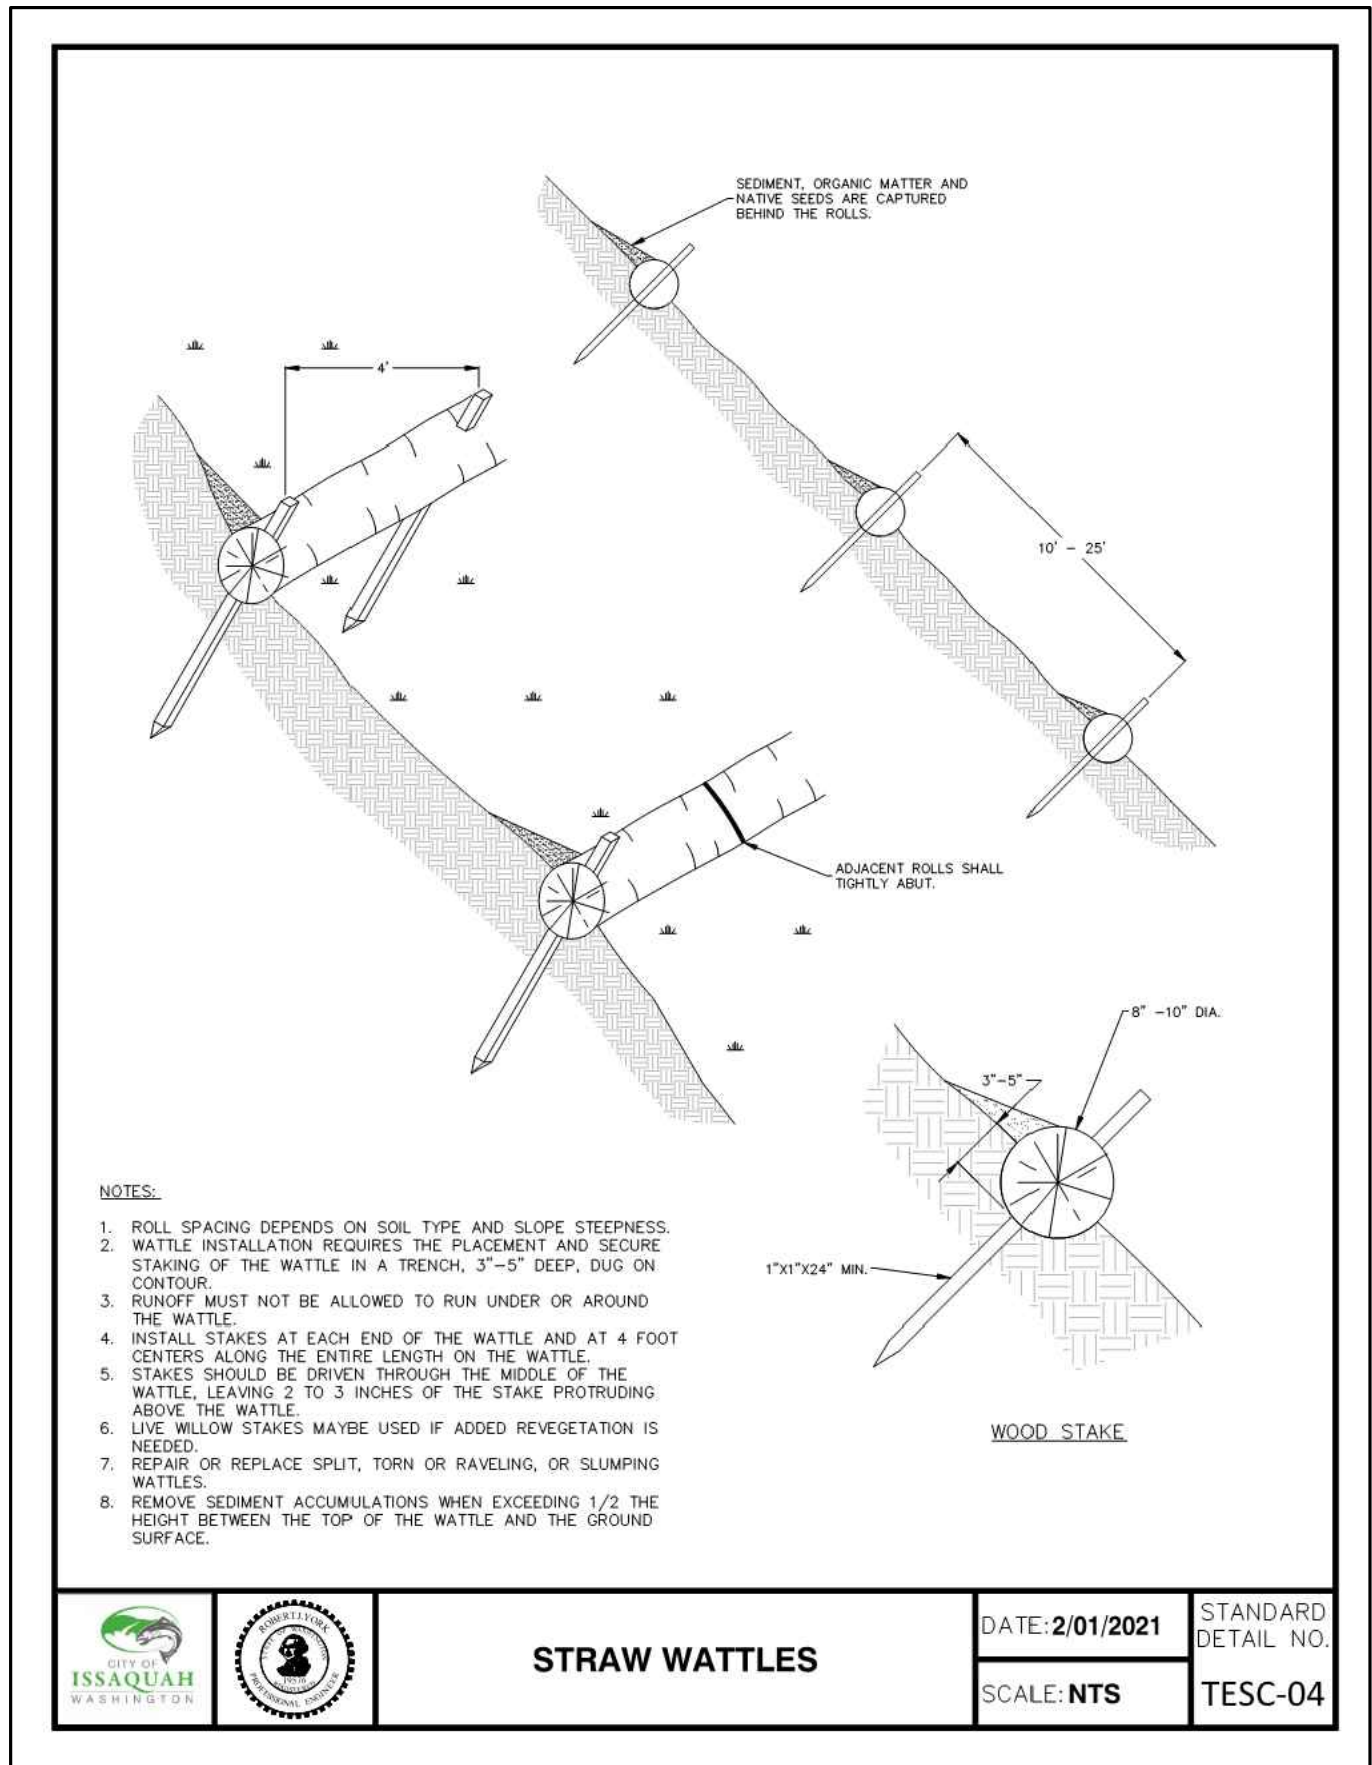 SEDIMENT, ORGANIC MATTER AND
NATIVE SEEDS ARE CAPTURED
BEHIND THE ROLLS.
4'
10' - 25'
ADJACENT ROLLS SHALL
TIGHTLY ABUT.
8" -10" DIA.
3"-5"
1"X1"X24" MIN.
WOOD STAKE
NOTES:
1. ROLL SPACING DEPENDS ON SOIL TYPE AND SLOPE STEEPNESS.
2. WATTLE INSTALLATION REQUIRES THE PLACEMENT AND SECURE
STAKING OF THE WATTLE IN A TRENCH, 3"-5" DEEP, DUG ON
CONTOUR.
3. RUNOFF MUST NOT BE ALLOWED TO RUN UNDER OR AROUND
THE WATTLE.
4. INSTALL STAKES AT EACH END OF THE WATTLE AND AT 4 FOOT
CENTERS ALONG THE ENTIRE LENGTH ON THE WATTLE.
5. STAKES SHOULD BE DRIVEN THROUGH THE MIDDLE OF THE
WATTLE, LEAVING 2 TO 3 INCHES OF THE STAKE PROTRUDING
ABOVE THE WATTLE.
6. LIVE WILLOW STAKES MAYBE USED IF ADDED REVEGETATION IS
NEEDED.
7. REPAIR OR REPLACE SPLIT, TORN OR RAVELING, OR SLUMPING
WATTLES.
8. REMOVE SEDIMENT ACCUMULATIONS WHEN EXCEEDING 1/2 THE
HEIGHT BETWEEN THE TOP OF THE WATTLE AND THE GROUND
SURFACE.
CITY OF
ISSAQUAH
WASHINGTON
ROBERT J. YORK
STATE OF WASHINGTON
REGISTERED
PROFESSIONAL ENGINEER
STRAW WATTLES
DATE: 2/01/2021
SCALE: NTS
STANDARD
DETAIL NO.
TESC-04